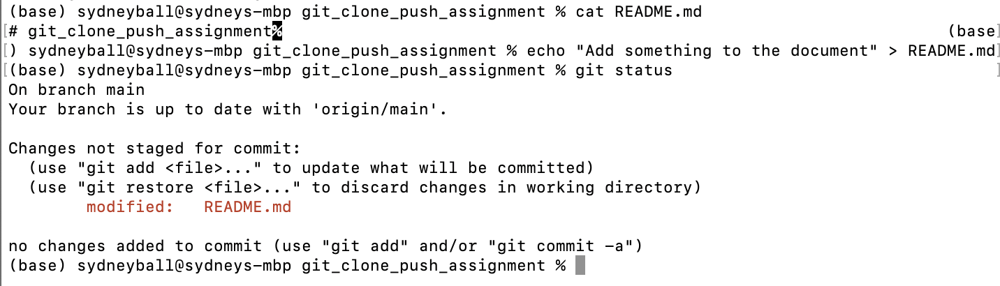 (base) sydneyball@sydneys-mbp git_clone_push_assignment % cat README.md
[# git_clone_push_assignment% (base]
[) sydneyball@sydneys-mbp git_clone_push_assignment % echo "Add something to the document" > README.md]
[(base) sydneyball@sydneys-mbp git_clone_push_assignment % git status ]
On branch main
Your branch is up to date with 'origin/main'.

Changes not staged for commit:
  (use "git add <file>..." to update what will be committed)
  (use "git restore <file>..." to discard changes in working directory)
        modified:   README.md

no changes added to commit (use "git add" and/or "git commit -a")
(base) sydneyball@sydneys-mbp git_clone_push_assignment %